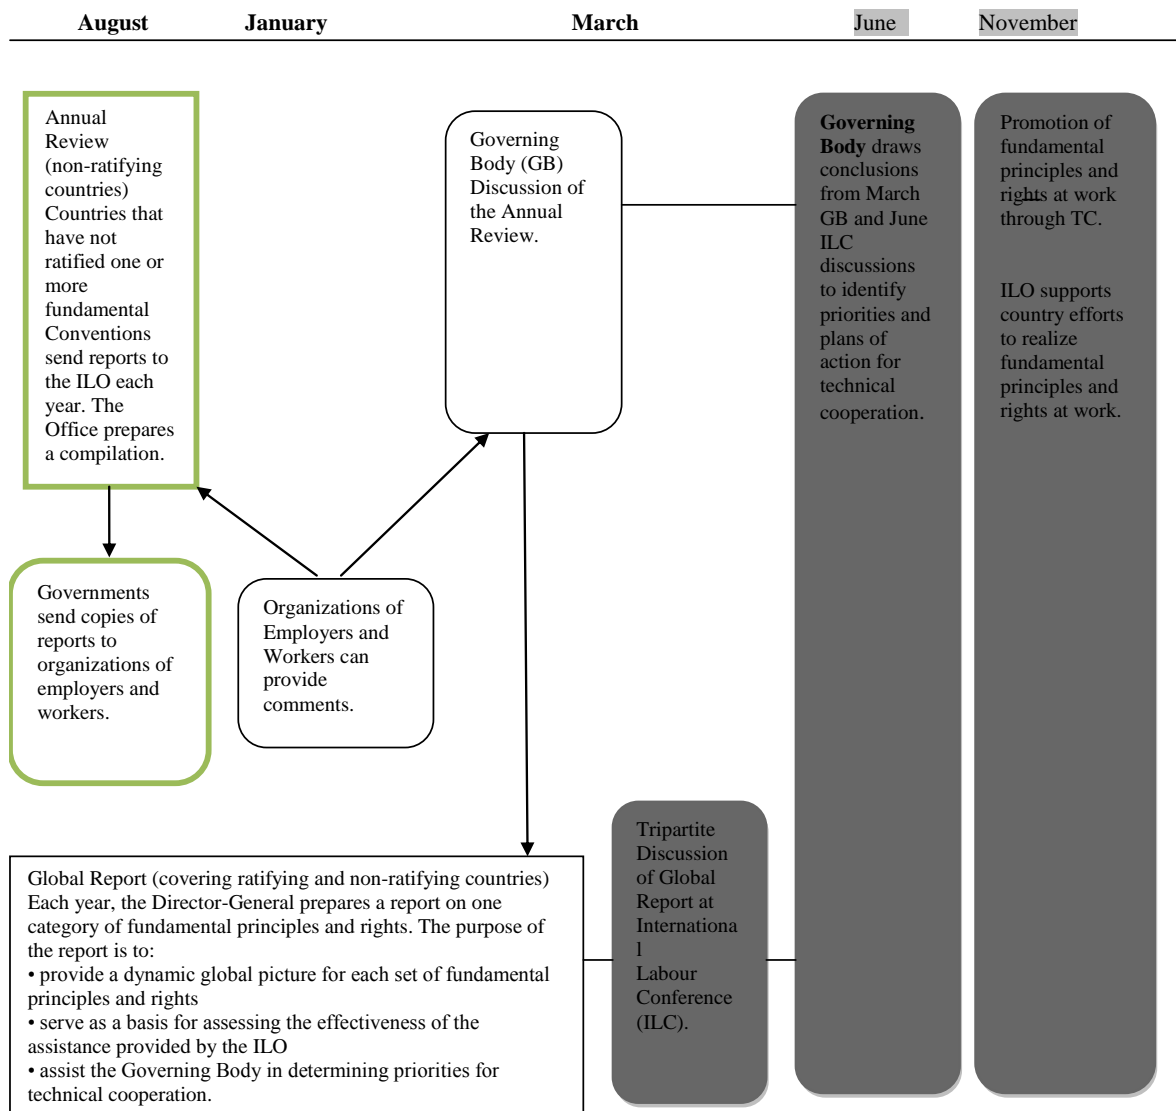 August January March June November
Annual
Review
(non-ratifying
countries)
Countries that
have not
ratified one or
more
fundamental
Conventions
send reports to
the ILO each
year. The
Office prepares
a compilation.
Governments
send copies of
reports to
organizations of
employers and
workers.
Organizations of
Employers and
Workers can
provide
comments.
Governing
Body (GB)
Discussion of
the Annual
Review.
Governing
Body draws
conclusions
from March
GB and June
ILC
discussions
to identify
priorities and
plans of
action for
technical
cooperation.
Promotion of
fundamental
principles and
rights at work
through TC.
ILO supports
country efforts
to realize
fundamental
principles and
rights at work.
Global Report (covering ratifying and non-ratifying countries)
Each year, the Director-General prepares a report on one
category of fundamental principles and rights. The purpose of
the report is to:
• provide a dynamic global picture for each set of fundamental
principles and rights
• serve as a basis for assessing the effectiveness of the
assistance provided by the ILO
• assist the Governing Body in determining priorities for
technical cooperation.
Tripartite
Discussion
of Global
Report at
Internationa
l
Labour
Conference
(ILC).